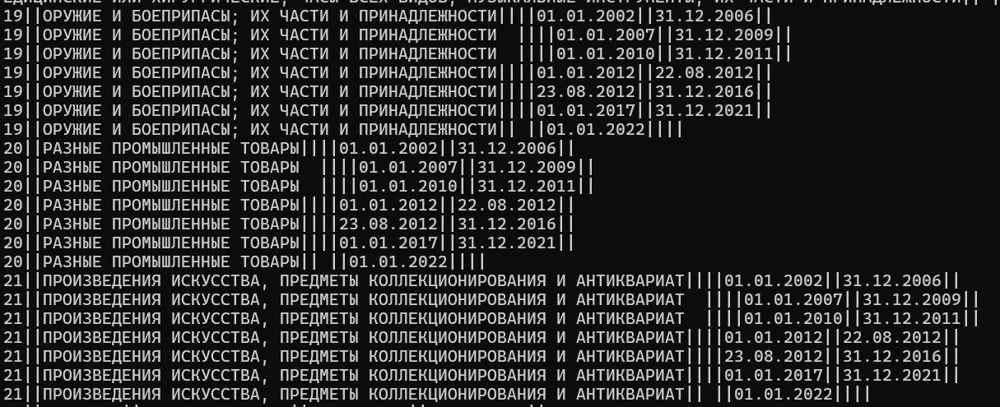 ЕДИЦИНСКИЕ ИЛИ ХИРУРГИЧЕСКИЕ; ЧАСЫ ВСЕХ ВИДОВ; МУЗЫКАЛЬНЫЕ ИНСТРУМЕНТЫ; ИХ ЧАСТИ И ПРИНАДЛЕЖНОСТИ||
19||ОРУЖИЕ И БОЕПРИПАСЫ; ИХ ЧАСТИ И ПРИНАДЛЕЖНОСТИ||||01.01.2002||31.12.2006||
19||ОРУЖИЕ И БОЕПРИПАСЫ; ИХ ЧАСТИ И ПРИНАДЛЕЖНОСТИ  ||||01.01.2007||31.12.2009||
19||ОРУЖИЕ И БОЕПРИПАСЫ; ИХ ЧАСТИ И ПРИНАДЛЕЖНОСТИ  ||||01.01.2010||31.12.2011||
19||ОРУЖИЕ И БОЕПРИПАСЫ; ИХ ЧАСТИ И ПРИНАДЛЕЖНОСТИ||||01.01.2012||22.08.2012||
19||ОРУЖИЕ И БОЕПРИПАСЫ; ИХ ЧАСТИ И ПРИНАДЛЕЖНОСТИ||||23.08.2012||31.12.2016||
19||ОРУЖИЕ И БОЕПРИПАСЫ; ИХ ЧАСТИ И ПРИНАДЛЕЖНОСТИ||||01.01.2017||31.12.2021||
19||ОРУЖИЕ И БОЕПРИПАСЫ; ИХ ЧАСТИ И ПРИНАДЛЕЖНОСТИ|| ||01.01.2022||||
20||РАЗНЫЕ ПРОМЫШЛЕННЫЕ ТОВАРЫ||||01.01.2002||31.12.2006||
20||РАЗНЫЕ ПРОМЫШЛЕННЫЕ ТОВАРЫ  ||||01.01.2007||31.12.2009||
20||РАЗНЫЕ ПРОМЫШЛЕННЫЕ ТОВАРЫ  ||||01.01.2010||31.12.2011||
20||РАЗНЫЕ ПРОМЫШЛЕННЫЕ ТОВАРЫ||||01.01.2012||22.08.2012||
20||РАЗНЫЕ ПРОМЫШЛЕННЫЕ ТОВАРЫ||||23.08.2012||31.12.2016||
20||РАЗНЫЕ ПРОМЫШЛЕННЫЕ ТОВАРЫ||||01.01.2017||31.12.2021||
20||РАЗНЫЕ ПРОМЫШЛЕННЫЕ ТОВАРЫ|| ||01.01.2022||||
21||ПРОИЗВЕДЕНИЯ ИСКУССТВА, ПРЕДМЕТЫ КОЛЛЕКЦИОНИРОВАНИЯ И АНТИКВАРИАТ||||01.01.2002||31.12.2006||
21||ПРОИЗВЕДЕНИЯ ИСКУССТВА, ПРЕДМЕТЫ КОЛЛЕКЦИОНИРОВАНИЯ И АНТИКВАРИАТ  ||||01.01.2007||31.12.2009||
21||ПРОИЗВЕДЕНИЯ ИСКУССТВА, ПРЕДМЕТЫ КОЛЛЕКЦИОНИРОВАНИЯ И АНТИКВАРИАТ  ||||01.01.2010||31.12.2011||
21||ПРОИЗВЕДЕНИЯ ИСКУССТВА, ПРЕДМЕТЫ КОЛЛЕКЦИОНИРОВАНИЯ И АНТИКВАРИАТ||||01.01.2012||22.08.2012||
21||ПРОИЗВЕДЕНИЯ ИСКУССТВА, ПРЕДМЕТЫ КОЛЛЕКЦИОНИРОВАНИЯ И АНТИКВАРИАТ||||23.08.2012||31.12.2016||
21||ПРОИЗВЕДЕНИЯ ИСКУССТВА, ПРЕДМЕТЫ КОЛЛЕКЦИОНИРОВАНИЯ И АНТИКВАРИАТ||||01.01.2017||31.12.2021||
21||ПРОИЗВЕДЕНИЯ ИСКУССТВА, ПРЕДМЕТЫ КОЛЛЕКЦИОНИРОВАНИЯ И АНТИКВАРИАТ|| ||01.01.2022||||